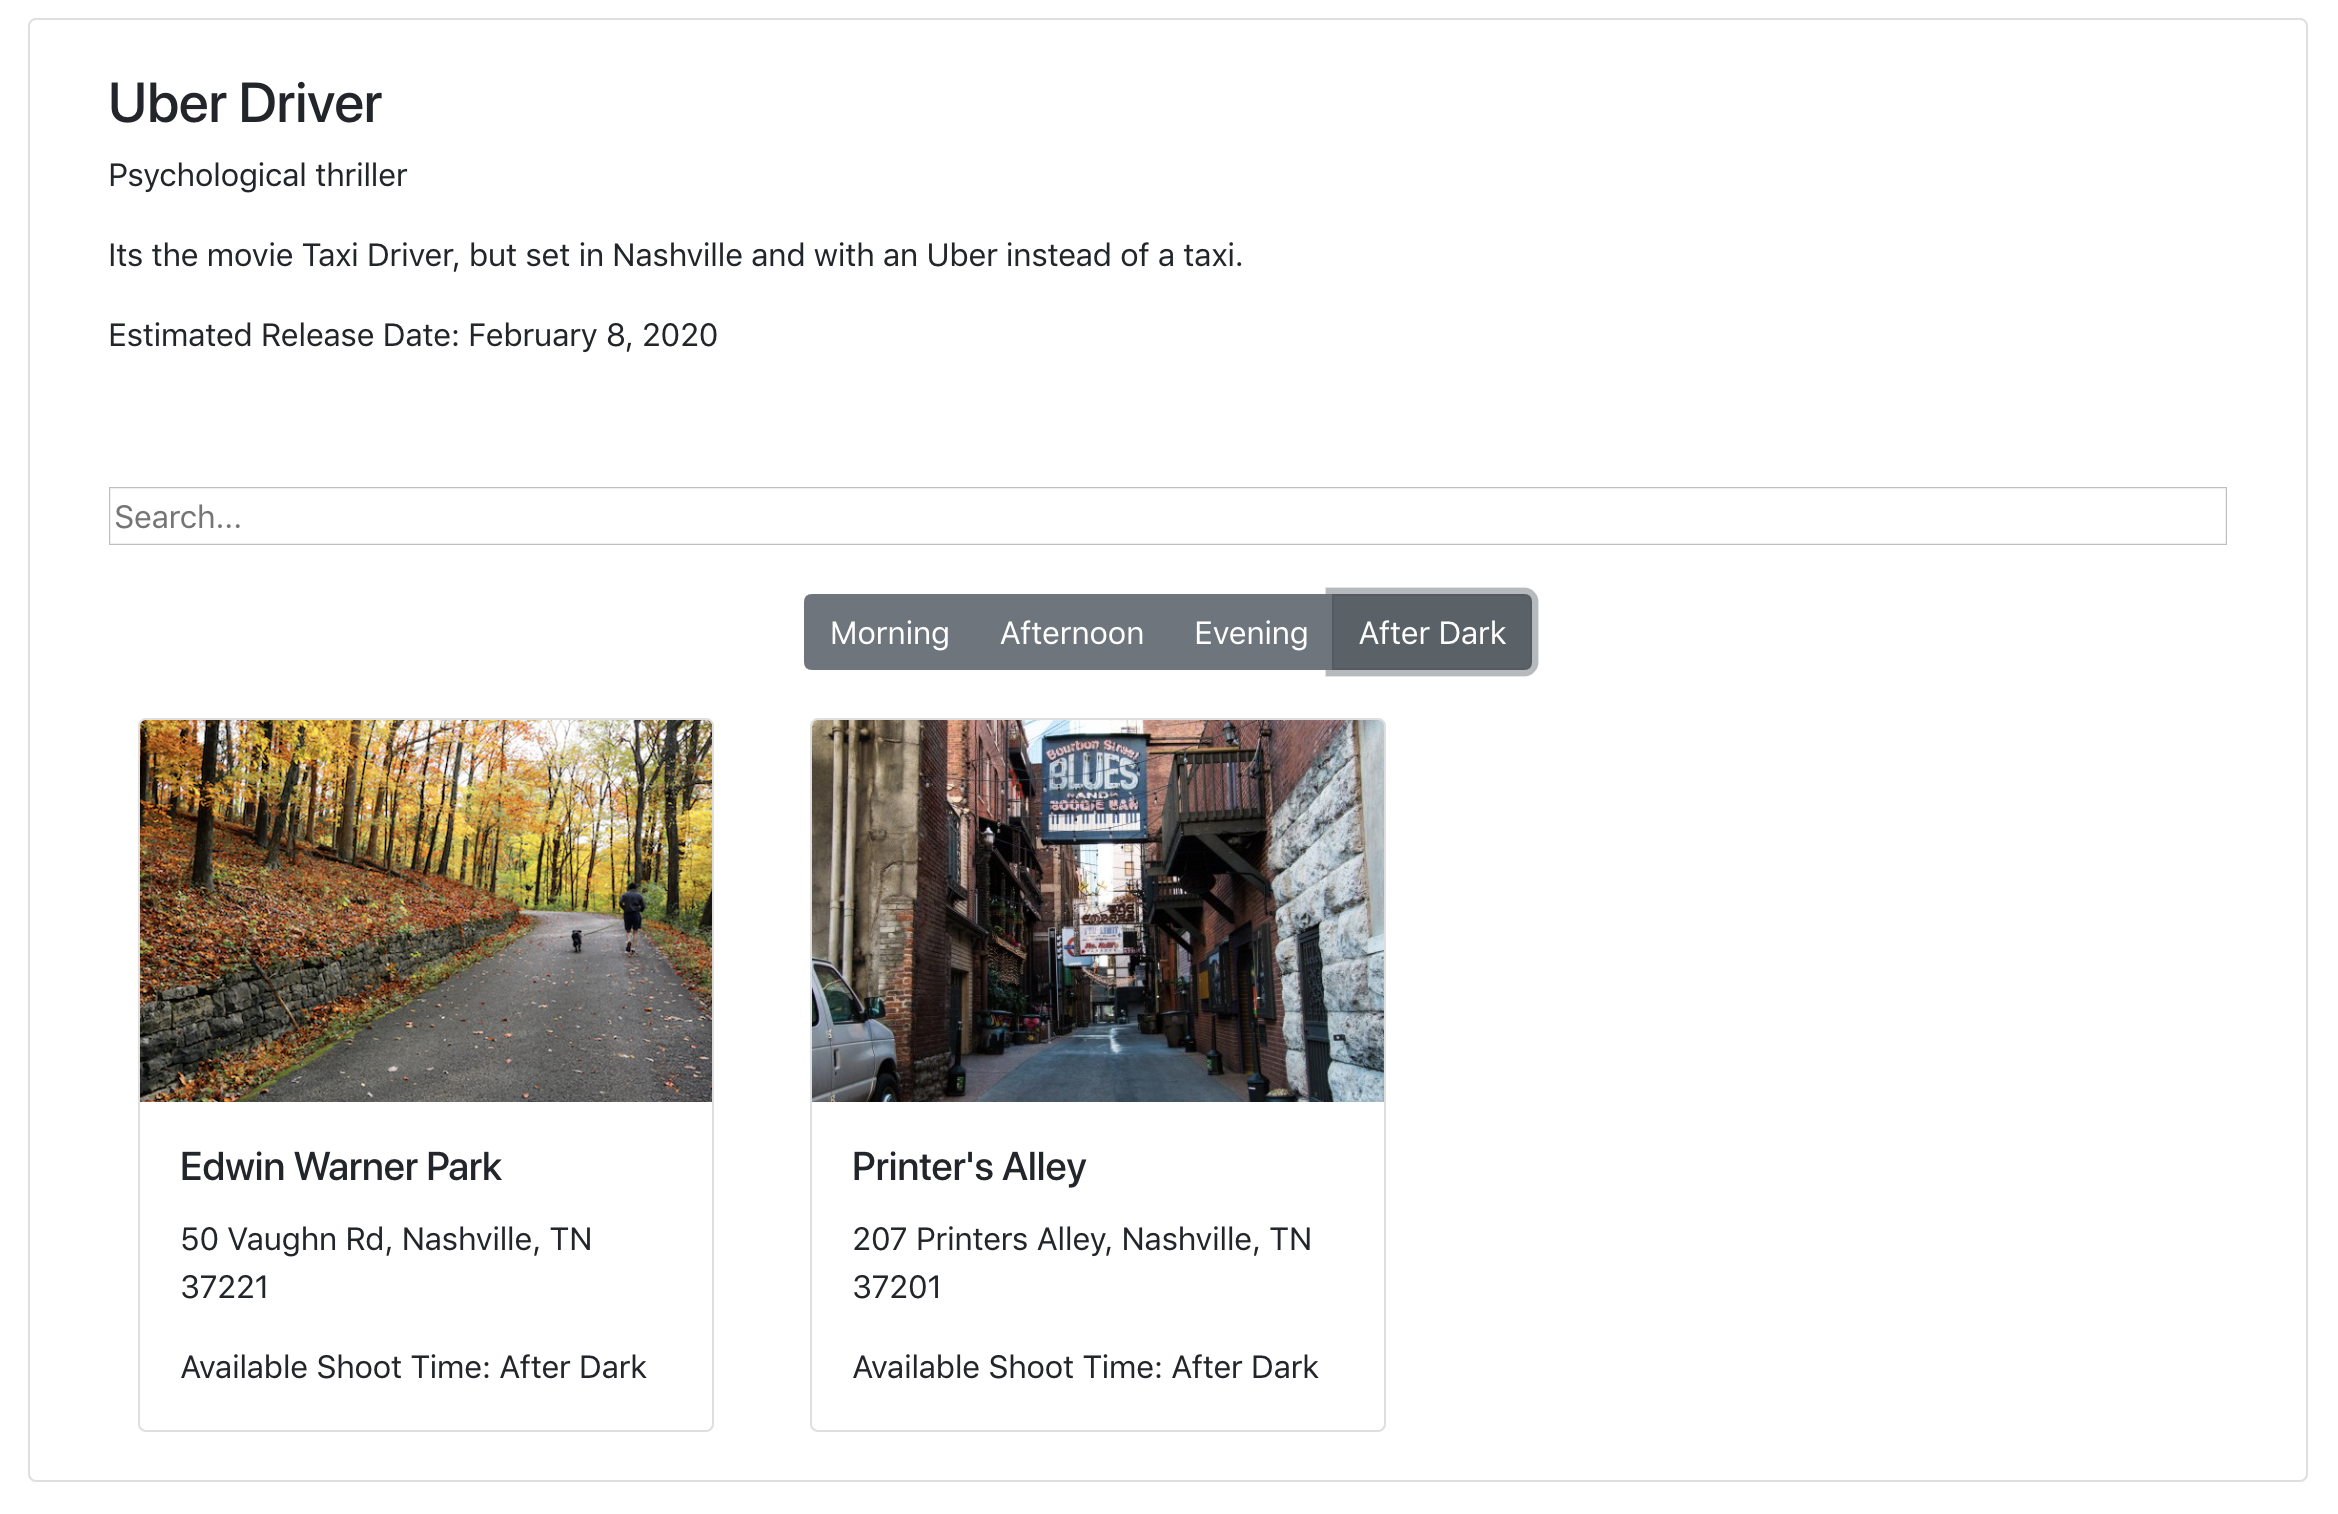 Uber Driver
Psychological thriller
Its the movie Taxi Driver, but set in Nashville and with an Uber instead of a taxi.
Estimated Release Date: February 8, 2020
Search...
Morning Afternoon Evening After Dark
Bourbon Street
BLUES
AND
BOOGIE BAR
Edwin Warner Park
50 Vaughn Rd, Nashville, TN
37221
Available Shoot Time: After Dark
Printer's Alley
207 Printers Alley, Nashville, TN
37201
Available Shoot Time: After Dark